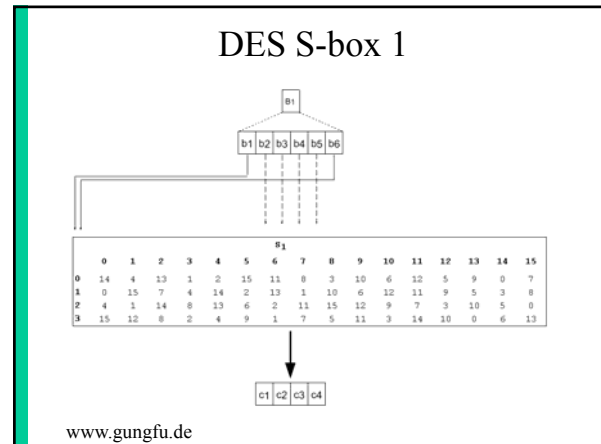 DES S-box 1
B1
b1 b2 b3 b4 b5 b6
S1
0 1 2 3 4 5 6 7 8 9 10 11 12 13 14 15
0 14 4 13 1 2 15 11 8 3 10 6 12 5 9 0 7
1 0 15 7 4 14 2 13 1 10 6 12 11 9 5 3 8
2 4 1 14 8 13 6 2 11 15 12 9 7 3 10 5 0
3 15 12 8 2 4 9 1 7 5 11 3 14 10 0 6 13
c1 c2 c3 c4
www.gungfu.de